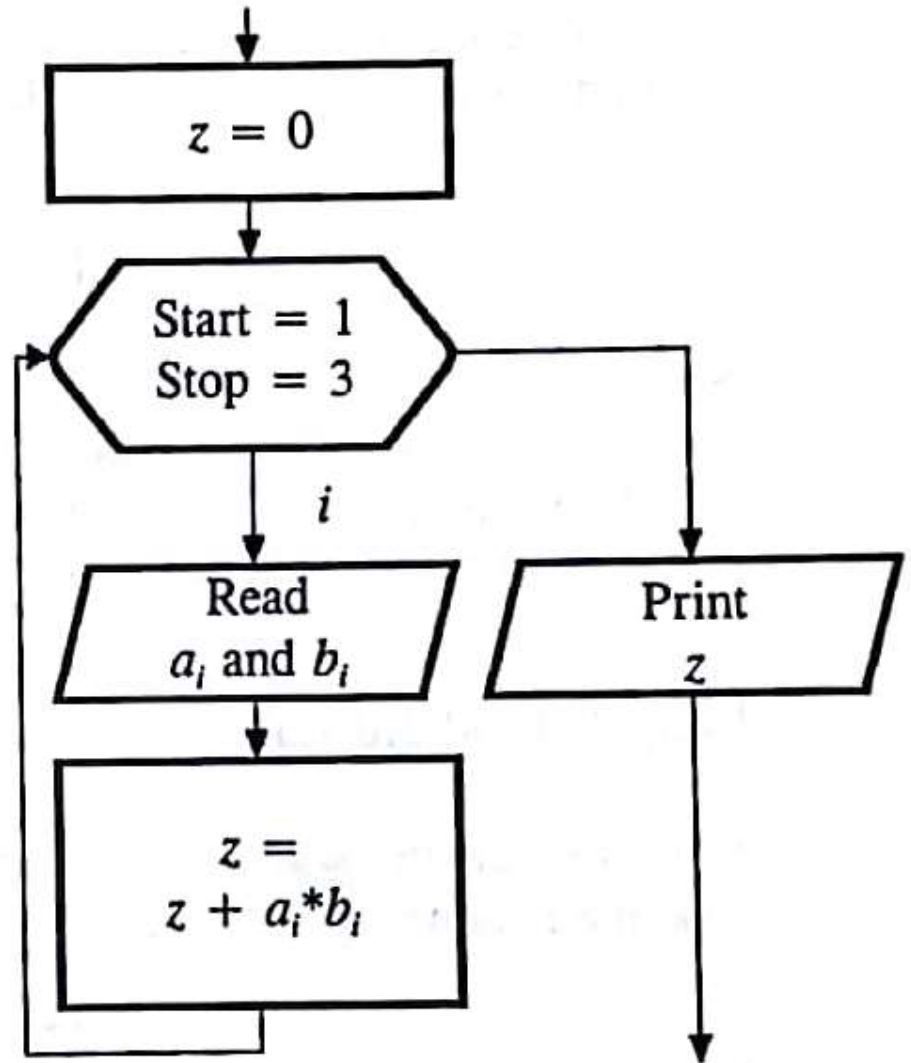 z = 0
Start = 1
Stop = 3
i
Read
a_i and b_i
Print
z
z =
z + a_i*b_i